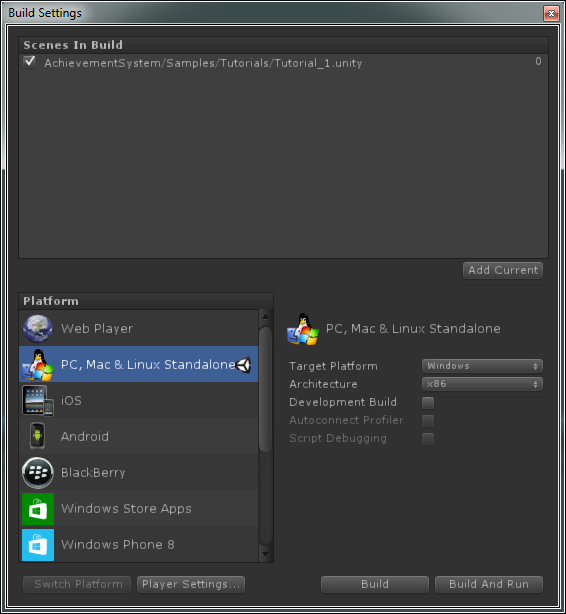 Build Settings
Scenes In Build
AchievementSystem/Samples/Tutorials/Tutorial_1.unity 0
Add Current
Platform
Web Player
PC, Mac & Linux Standalone
iOS
Android
BlackBerry
Windows Store Apps
Windows Phone 8
PC, Mac & Linux Standalone
Target Platform Windows
Architecture x86
Development Build
Autoconnect Profiler
Script Debugging
Switch Platform Player Settings... Build Build And Run